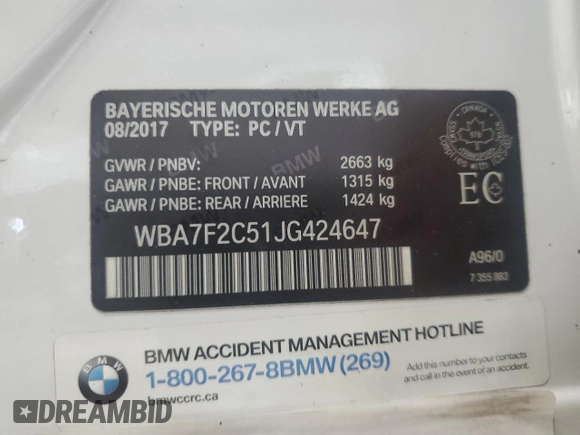 BAYERISCHE MOTOREN WERKE AG
08/2017 TYPE: PC / VT
GVWR / PNBV: 2663 kg
GAWR / PNBE: FRONT / AVANT 1315 kg
GAWR / PNBE: REAR / ARRIERE 1424 kg
WBA7F2C51JG424647
CANADA
EC
A96/0
7 355 883
BMW
BMW ACCIDENT MANAGEMENT HOTLINE
1-800-267-8BMW (269)
bmwccrc.ca
Add this number to your contacts
and call in the event of an accident.
DREAMBID